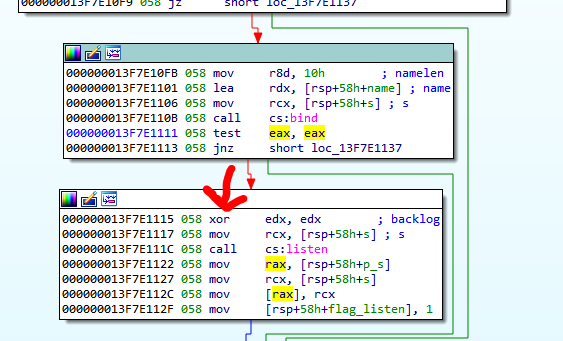 000000013F7E10F9 058 jz short loc_13F7E1137
000000013F7E10FB 058 mov r8d, 10h ; namelen
000000013F7E1101 058 lea rdx, [rsp+58h+name] ; name
000000013F7E1106 058 mov rcx, [rsp+58h+s] ; s
000000013F7E110B 058 call cs:bind
000000013F7E1111 058 test eax, eax
000000013F7E1113 058 jnz short loc_13F7E1137
000000013F7E1115 058 xor edx, edx ; backlog
000000013F7E1117 058 mov rcx, [rsp+58h+s] ; s
000000013F7E111C 058 call cs:listen
000000013F7E1122 058 mov rax, [rsp+58h+p_s]
000000013F7E1127 058 mov rcx, [rsp+58h+s]
000000013F7E112C 058 mov [rax], rcx
000000013F7E112F 058 mov [rsp+58h+flag_listen], 1